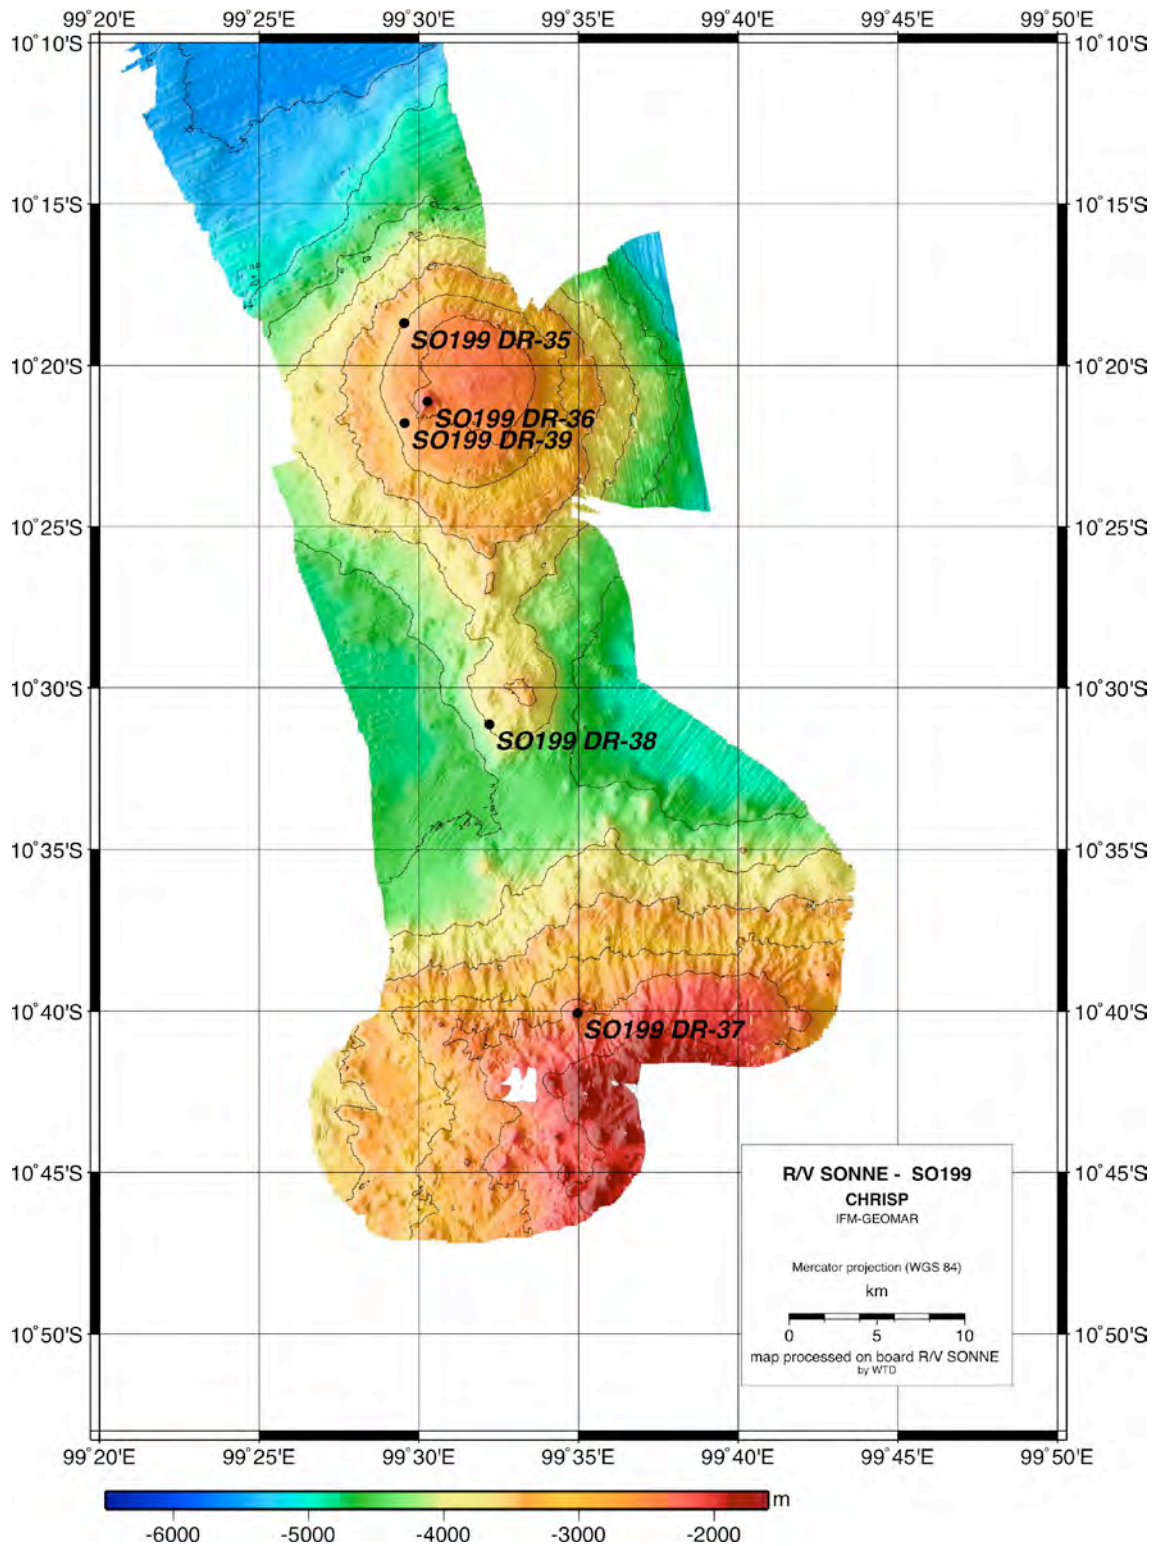 99°20'E 99°25'E 99°30'E 99°35'E 99°40'E 99°45'E 99°50'E
10°10'S 10°10'S
10°15'S 10°15'S
SO199 DR-35
10°20'S 10°20'S
SO199 DR-36
SO199 DR-39
10°25'S 10°25'S
10°30'S 10°30'S
SO199 DR-38
10°35'S 10°35'S
10°40'S 10°40'S
SO199 DR-37
10°45'S 10°45'S
R/V SONNE - SO199
CHRISP
IFM-GEOMAR
Mercator projection (WGS 84)
km
0 5 10
10°50'S 10°50'S
map processed on board R/V SONNE
by WTD
99°20'E 99°25'E 99°30'E 99°35'E 99°40'E 99°45'E 99°50'E
m
-6000 -5000 -4000 -3000 -2000